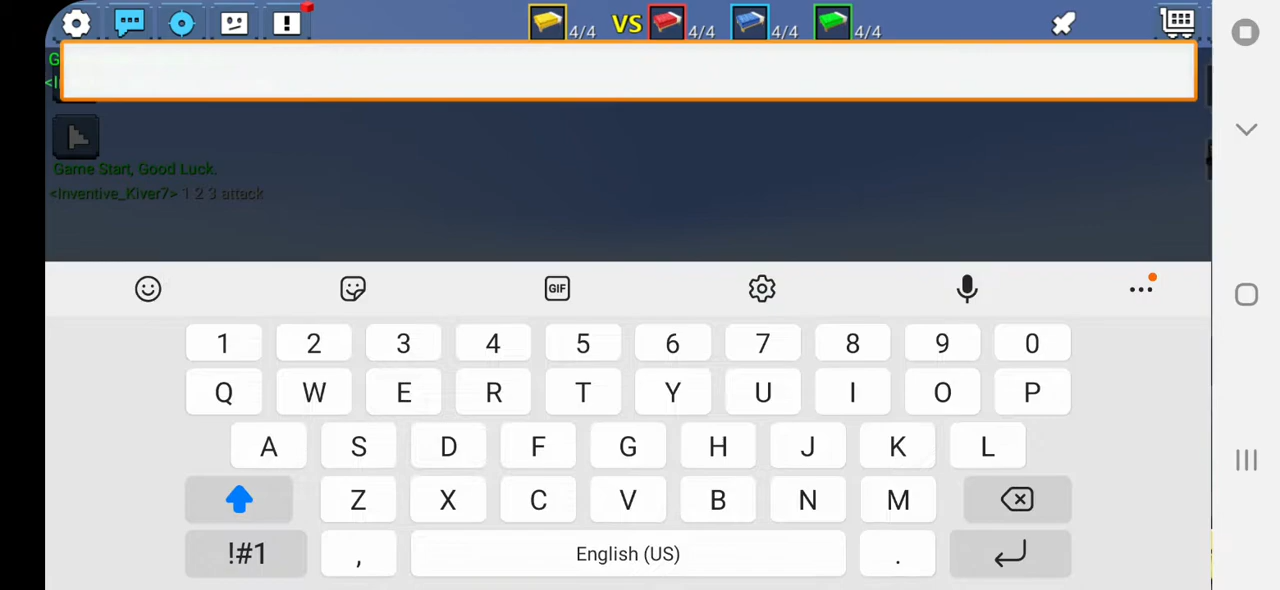 4/4 VS 4/4 4/4 4/4
G
<I
Game Start, Good Luck.
<Inventive_Kiver7> 1 2 3 attack
GIF
1 2 3 4 5 6 7 8 9 0
Q W E R T Y U I O P
A S D F G H J K L
Z X C V B N M
!#1 , English (US) .